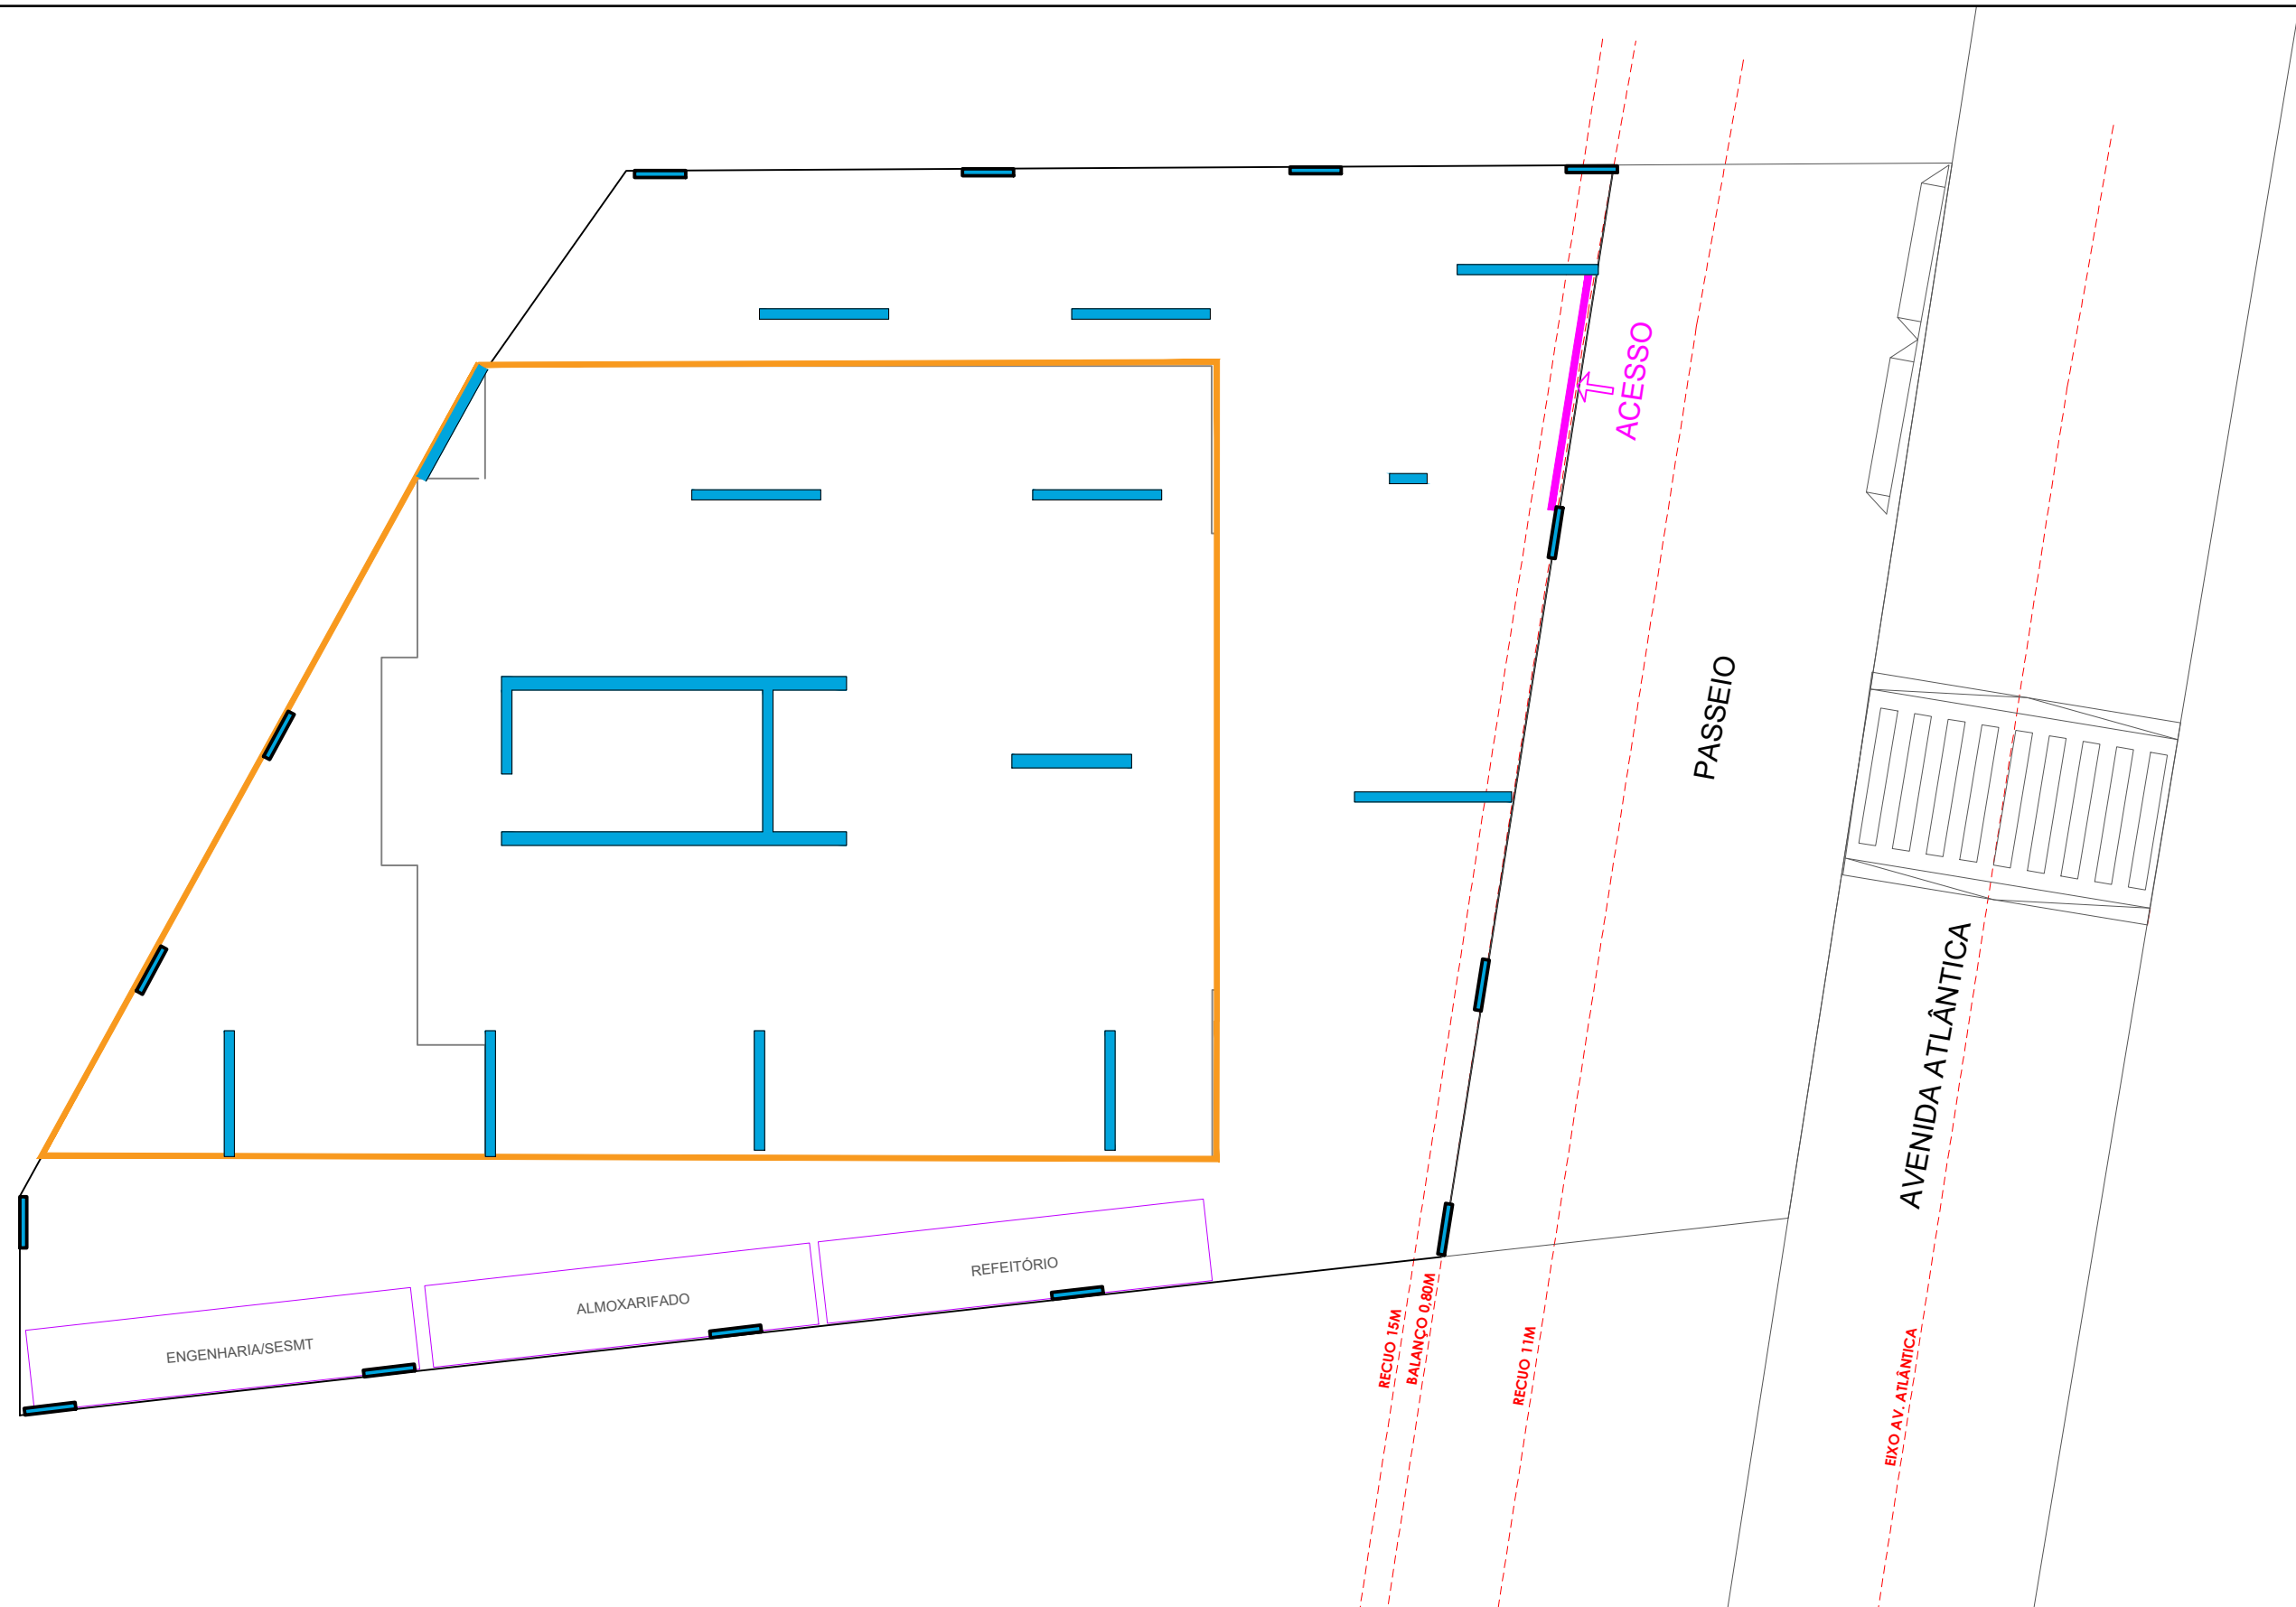 ACESSO
PASSEIO
AVENIDA ATLÂNTICA
REFEITÓRIO
ALMOXARIFADO
ENGENHARIA/SESMT
RECUO 15M
BALANÇO 0,80M
RECUO 11M
EIXO AV. ATLÂNTICA